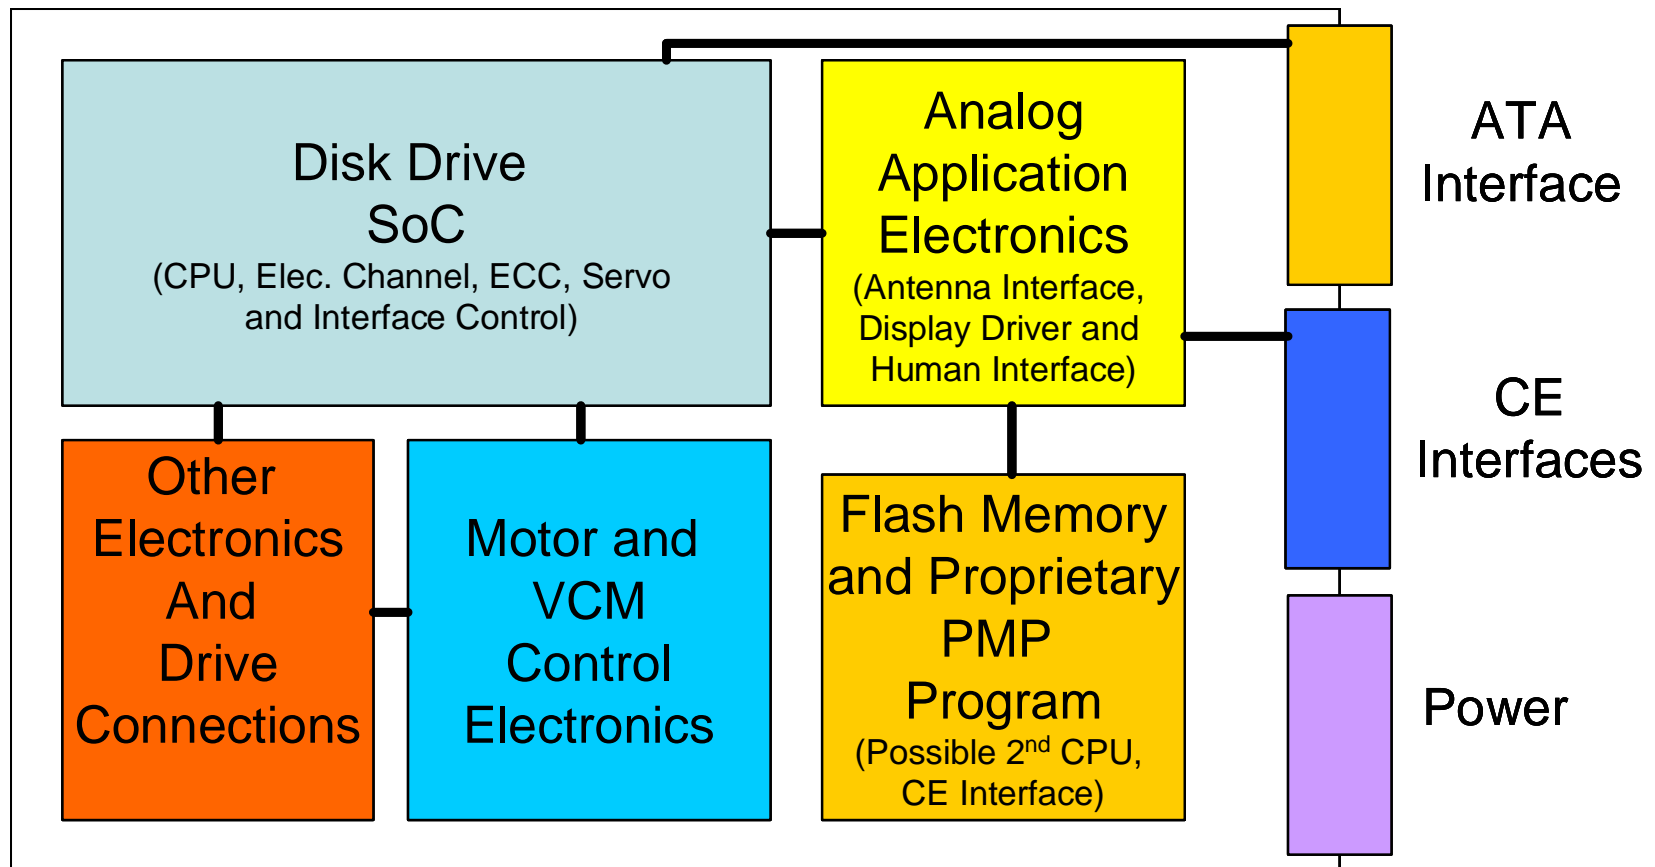 Disk Drive
SoC
(CPU, Elec. Channel, ECC, Servo
and Interface Control)
Analog
Application
Electronics
(Antenna Interface,
Display Driver and
Human Interface)
ATA
Interface
CE
Interfaces
Other
Electronics
And
Drive
Connections
Motor and
VCM
Control
Electronics
Flash Memory
and Proprietary
PMP
Program
(Possible 2nd CPU,
CE Interface)
Power